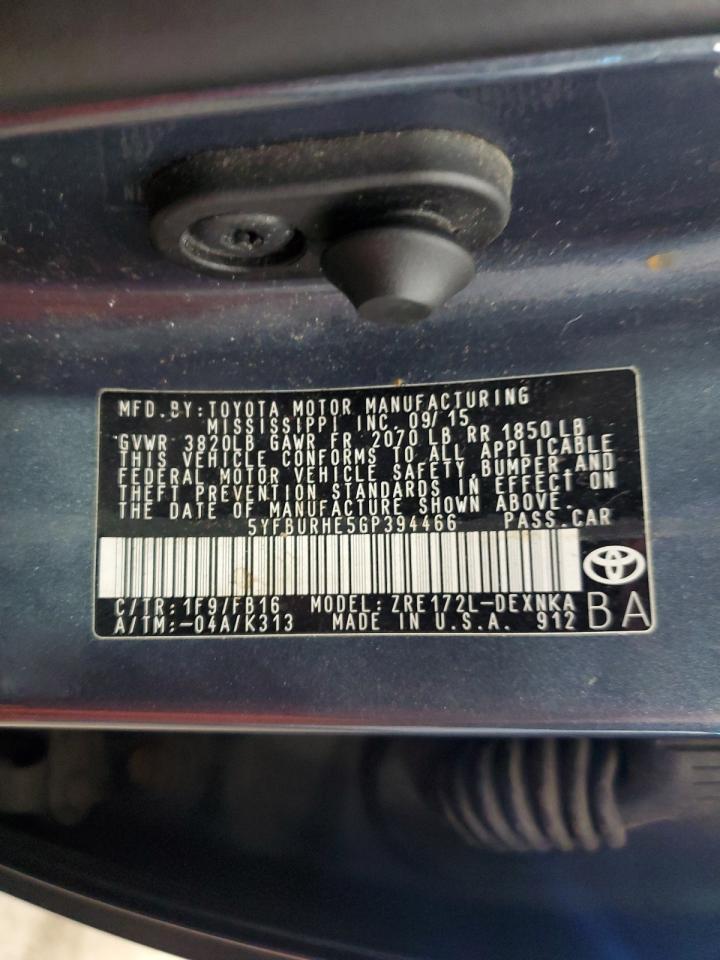 MFD. BY: TOYOTA MOTOR MANUFACTURING
MISSISSIPPI INC. 09/15
GVWR 3820LB GAWR FR 2070 LB RR 1850 LB
THIS VEHICLE CONFORMS TO ALL APPLICABLE
FEDERAL MOTOR VEHICLE SAFETY, BUMPER, AND
THEFT PREVENTION STANDARDS IN EFFECT ON
THE DATE OF MANUFACTURE SHOWN ABOVE.
5YFBURHE5GP394466 PASS. CAR
C/TR: 1F9/FB16 MODEL: ZRE172L-DEXNKA
A/TM: -04A/K313 MADE IN U.S.A. 912
BA